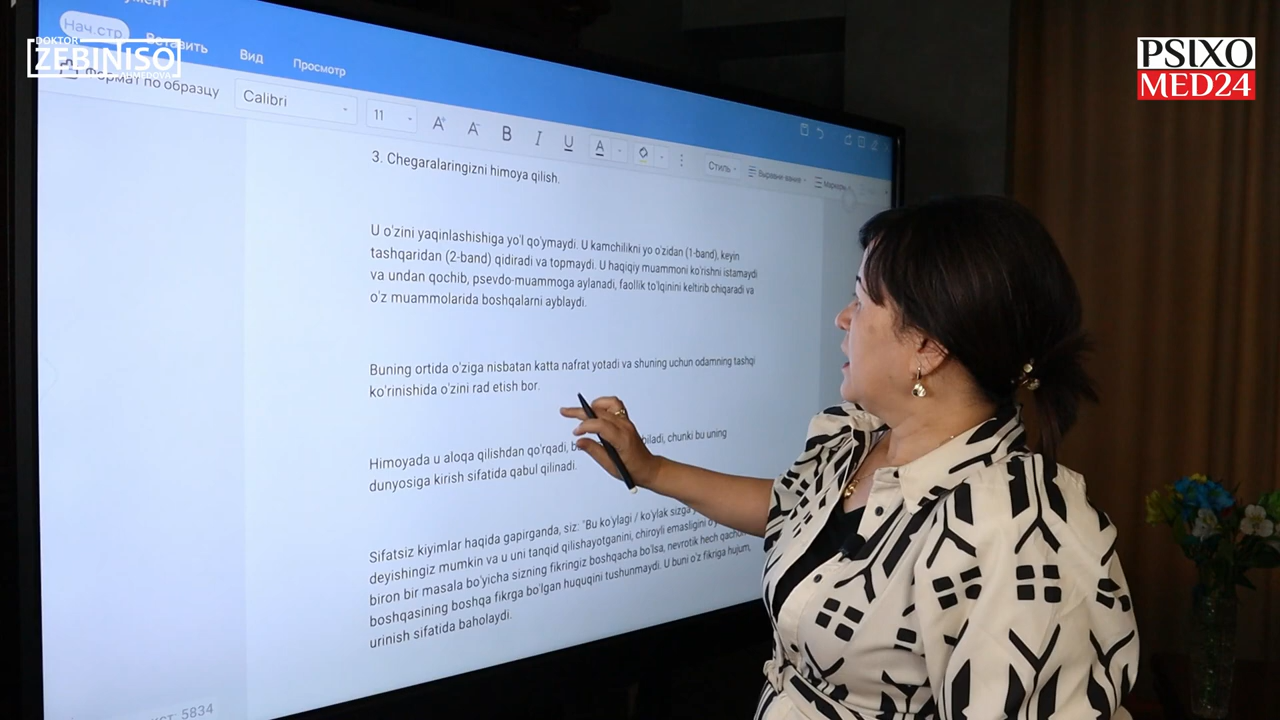 DOKTOR
ZEBINISO
PSIXO
MED24
Нач.стр
Вид
Просмотр
Формат по образцу
Calibri
11
Стиль
3. Chegaralaringizni himoya qilish.
U o'zini yaqinlashishiga yo'l qo'ymaydi. U kamchilikni yo o'zidan (1-band), keyin
tashqaridan (2-band) qidiradi va topmaydi. U haqiqiy muammoni ko'rishni istamaydi
va undan qochib, psevdo-muammoga aylanadi, faollik to'lqinini keltirib chiqaradi va
o'z muammolarida boshqalarni ayblaydi.
Buning ortida o'ziga nisbatan katta nafrat yotadi va shuning uchun odamning tashqi
ko'rinishida o'zini rad etish bor.
Himoyada u aloqa qilishdan qo'rqadi, chunki bu uning
dunyosiga kirish sifatida qabul qilinadi.
Sifatsiz kiyimlar haqida gapirganda, siz: "Bu ko'ylagi / ko'ylak sizga
deyishingiz mumkin va u uni tanqid qilishayotganini, chiroyli emasligini
biron bir masala bo'yicha sizning fikringiz boshqacha bo'lsa, nevrotik hech qachon
boshqasining boshqa fikrga bo'lgan huquqini tushunmaydi. U buni o'z fikriga hujum,
urinish sifatida baholaydi.
5834